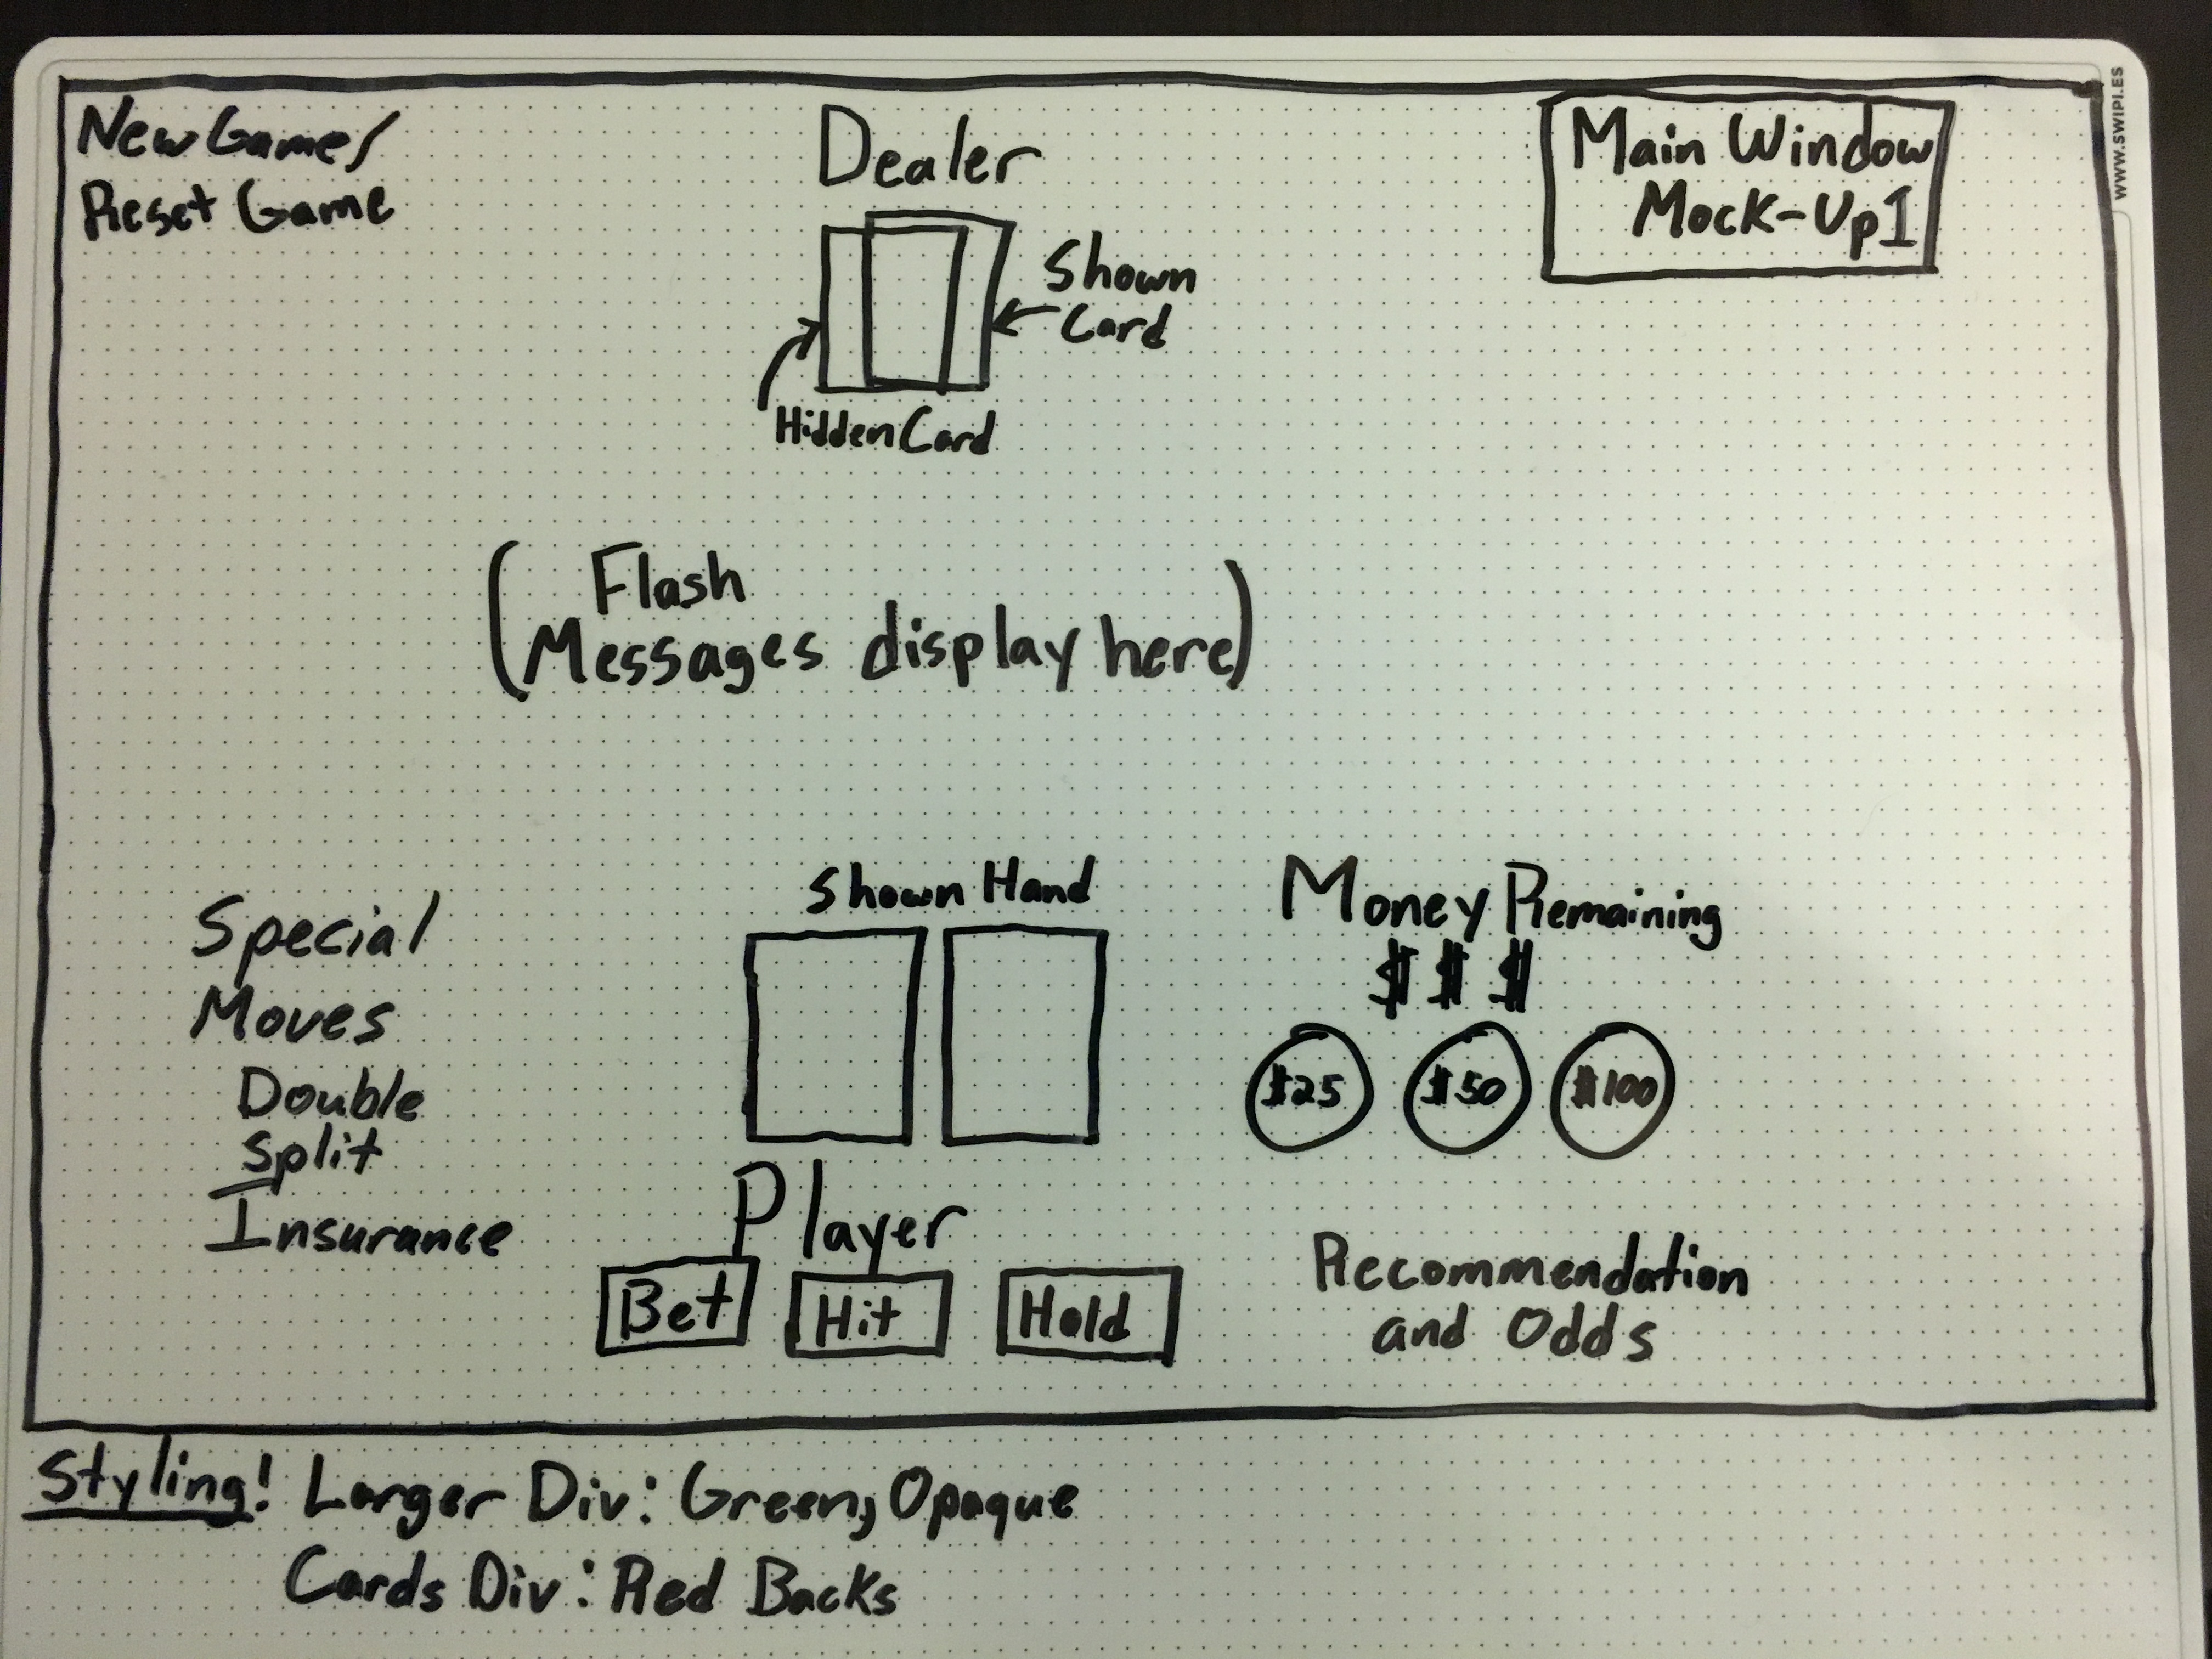 New Game/
Reset Game
Dealer
Main Window
Mock-Up1
WWW.SWIPI.ES
Shown
Card
Hidden Card
(Flash
Messages display here)
Shown Hand
Money Remaining
$ $ $
$25 $50 $100
Special
Moves
Double
Split
Insurance
Player
Bet Hit Hold
Recommendation
and Odds
Styling! Larger Div: Green, Opaque
Cards Div: Red Backs